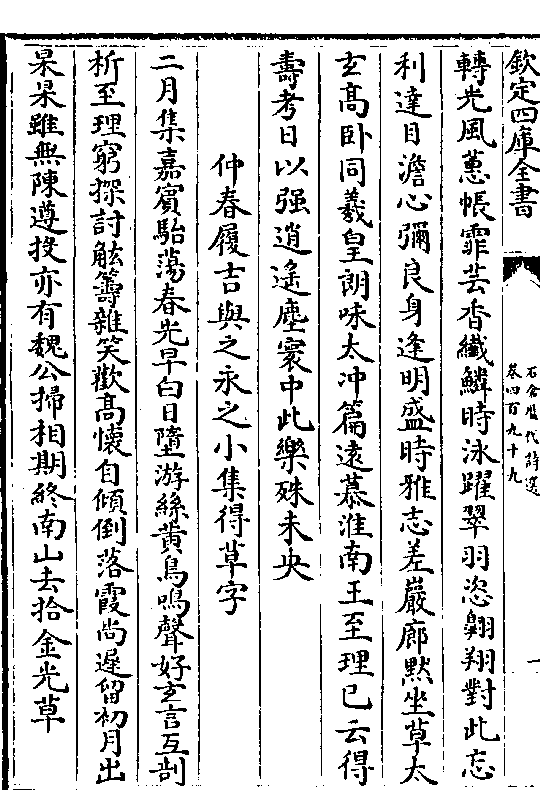 欽定四庫全書
石倉歷代詩選
卷四百九十九
一
轉光風蕙帳霏芸香纖鱗時泳躍翠羽恣翺翔對此忘
利達目澹心彌良身逢明盛時雅志差巖廊默坐草太
玄髙卧同羲皇朗咏太冲篇遠慕淮南王至理已云得
壽考日以强逍遙塵寰中此樂殊未央
仲春履吉與之永之小集得草字
二月集嘉賓駘蕩春光早白日墮游絲黄鳥鳴聲好玄言互剖
析至理窮探討觥籌雜笑歡髙懐自傾倒落霞尚遲留初月出
杲杲雖無陳遵投亦有魏公掃相期終南山去拾金光草